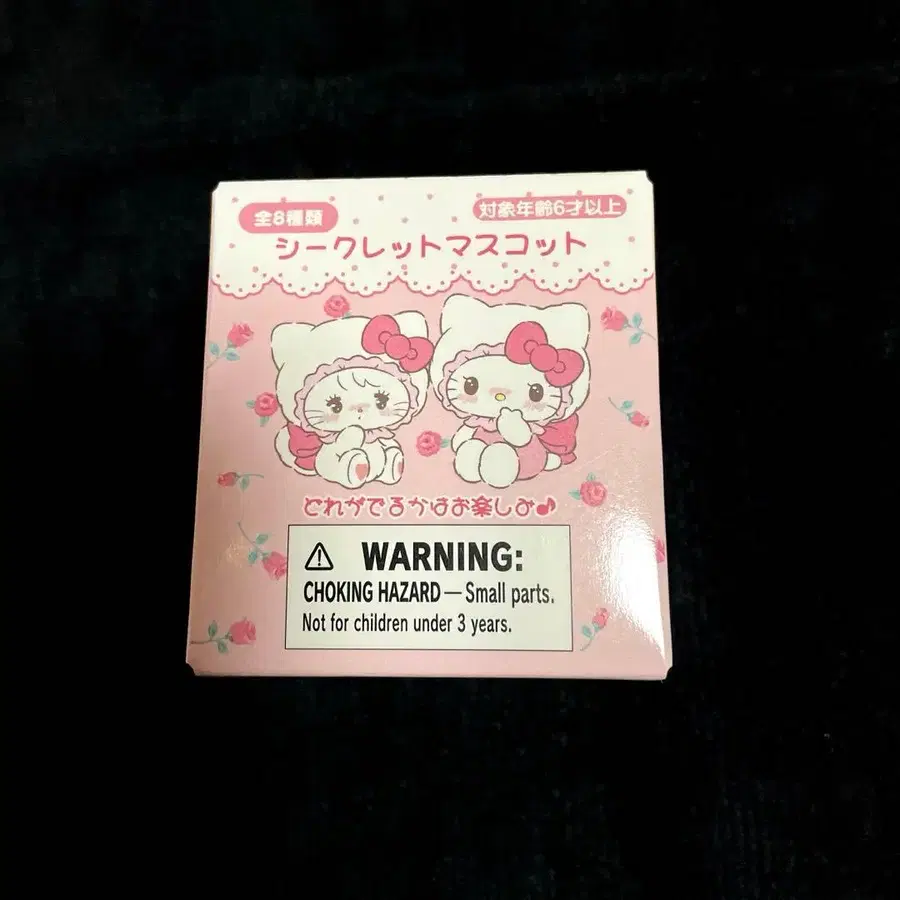 全8種類
対象年齢6才以上
シークレットマスコット
どれがでるかはお楽しみ♪
⚠ WARNING:
CHOKING HAZARD — Small parts.
Not for children under 3 years.